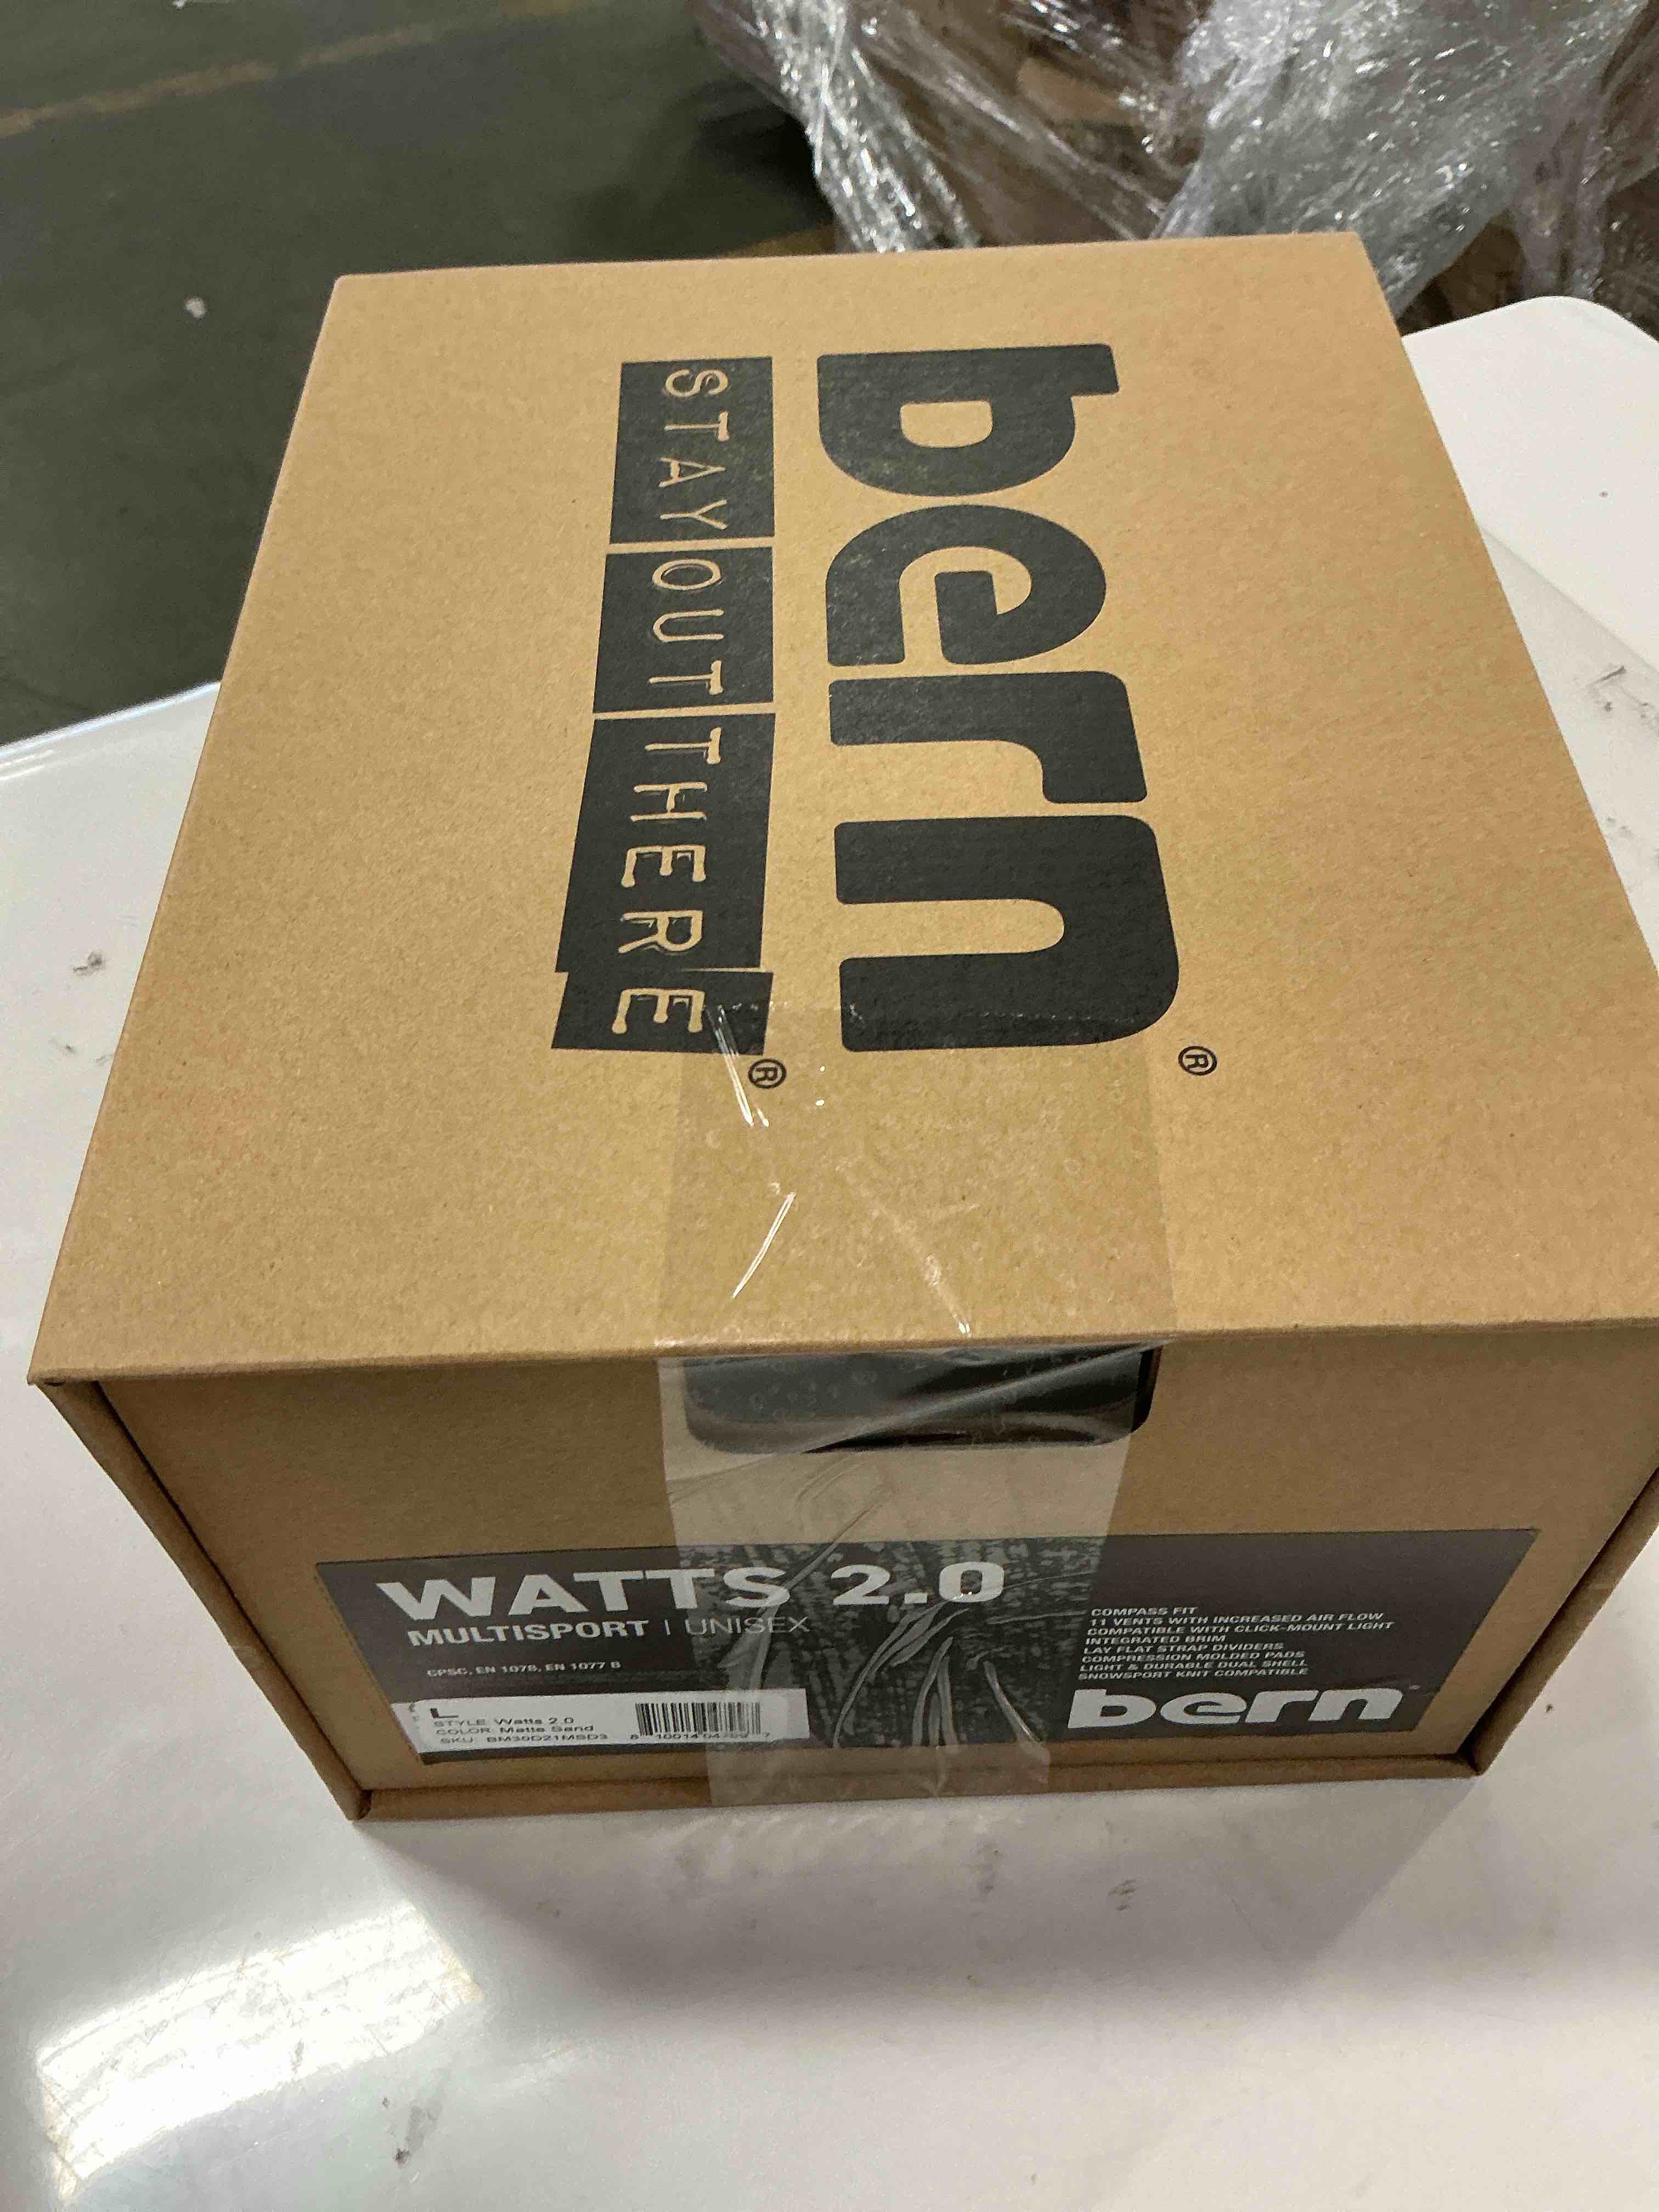 bern®
STAY OUT THERE®
WATTS 2.0
MULTISPORT | UNISEX
CPSC, EN 1078, EN 1077 B
L
STYLE: Watts 2.0
COLOR: Matte Sand
SKU: BM30D21MSD3
COMPASS FIT
11 VENTS WITH INCREASED AIR FLOW
COMPATIBLE WITH CLICK-MOUNT LIGHT
INTEGRATED BRIM
LAY FLAT STRAP DIVIDERS
COMPRESSION MOLDED PADS
LIGHT & DURABLE DUAL SHELL
SNOWSPORT KNIT COMPATIBLE
bern